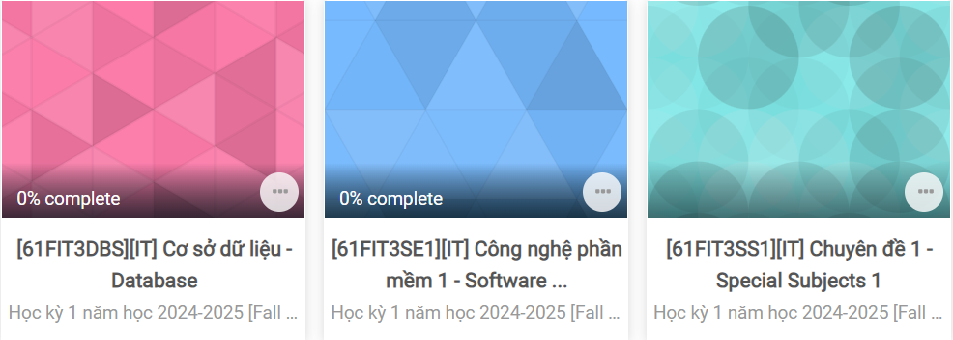 0% complete
[61FIT3DBS][IT] Cơ sở dữ liệu -
Database
Học kỳ 1 năm học 2024-2025 [Fall ...
0% complete
[61FIT3SE1][IT] Công nghệ phần
mềm 1 - Software ...
Học kỳ 1 năm học 2024-2025 [Fall ...
[61FIT3SS1][IT] Chuyên đề 1 -
Special Subjects 1
Học kỳ 1 năm học 2024-2025 [Fall ...